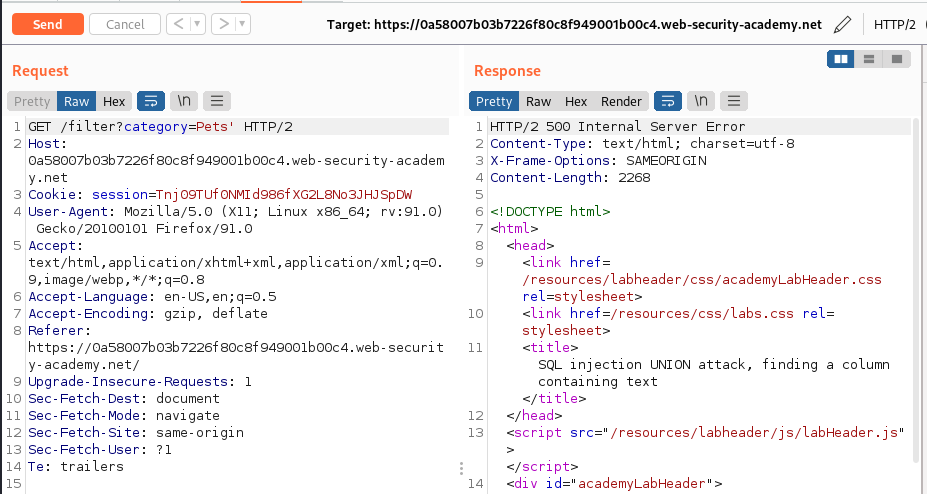 Send Cancel < > Target: https://0a58007b03b7226f80c8f949001b00c4.web-security-academy.net HTTP/2
Request
Pretty Raw Hex \n
1 GET /filter?category=Pets' HTTP/2
2 Host:
0a58007b03b7226f80c8f949001b00c4.web-security-academ
y.net
3 Cookie: session=Tnj09TUf0NMId986fXG2L8No3JHJSpDW
4 User-Agent: Mozilla/5.0 (X11; Linux x86_64; rv:91.0)
Gecko/20100101 Firefox/91.0
5 Accept:
text/html,application/xhtml+xml,application/xml;q=0.
9,image/webp,*/*;q=0.8
6 Accept-Language: en-US,en;q=0.5
7 Accept-Encoding: gzip, deflate
8 Referer:
https://0a58007b03b7226f80c8f949001b00c4.web-securit
y-academy.net/
9 Upgrade-Insecure-Requests: 1
10 Sec-Fetch-Dest: document
11 Sec-Fetch-Mode: navigate
12 Sec-Fetch-Site: same-origin
13 Sec-Fetch-User: ?1
14 Te: trailers
15
Response
Pretty Raw Hex Render \n
1 HTTP/2 500 Internal Server Error
2 Content-Type: text/html; charset=utf-8
3 X-Frame-Options: SAMEORIGIN
4 Content-Length: 2268
5
6 <!DOCTYPE html>
7 <html>
8 <head>
9 <link href=
/resources/labheader/css/academyLabHeader.css
rel=stylesheet>
10 <link href=/resources/css/labs.css rel=
stylesheet>
11 <title>
SQL injection UNION attack, finding a column
containing text
</title>
12 </head>
13 <script src="/resources/labheader/js/labHeader.js"
>
</script>
14 <div id="academyLabHeader">